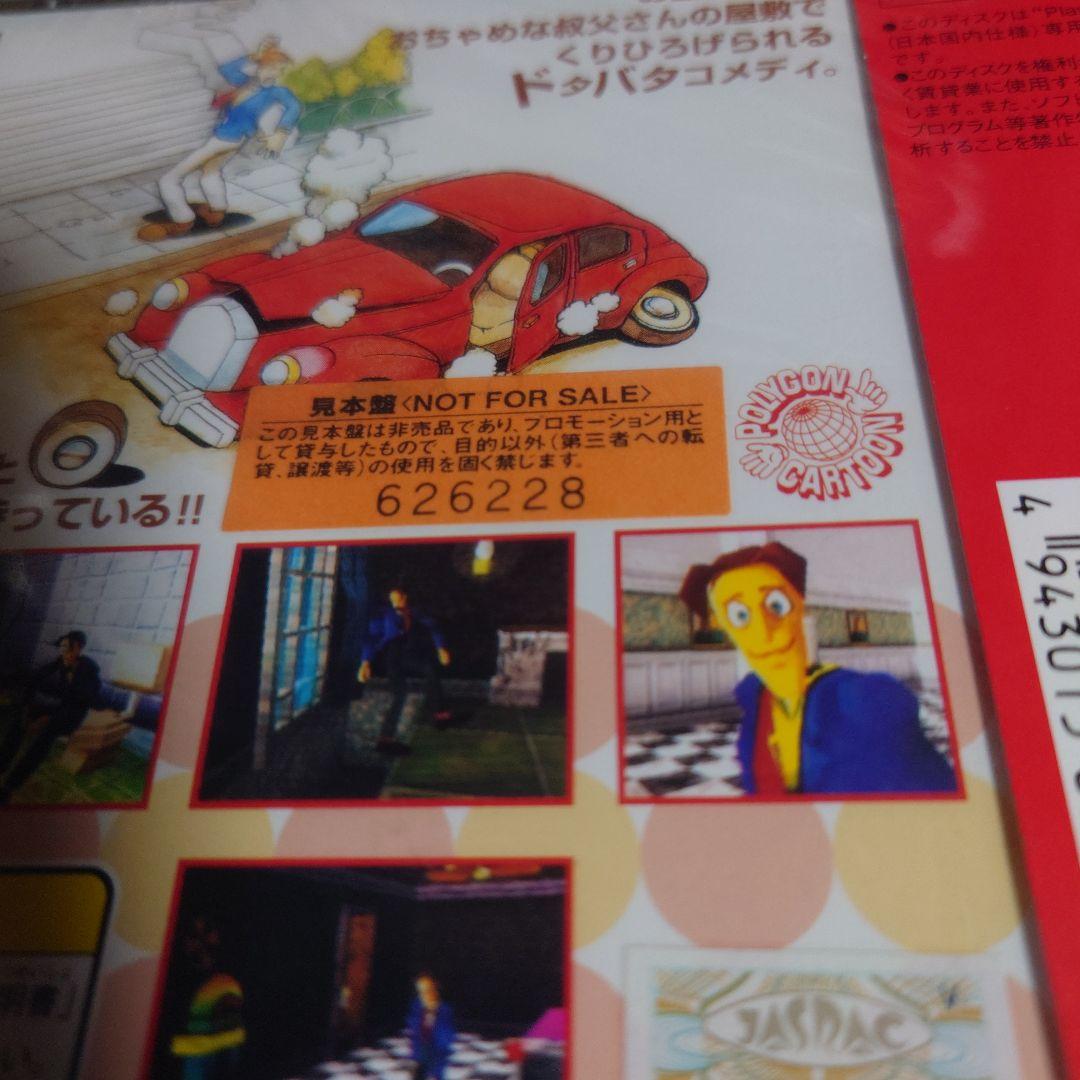 おちゃめな叔父さんの屋敷で
くりひろげられる
ドタバタコメディ。
●このディスクは"Pla
(日本国内仕様)専用
です。
●このディスクを権利
く賃貸業に使用す
します。また、ソフト
プログラム等著作
析することを禁止
見本盤〈NOT FOR SALE〉
この見本盤は非売品であり、プロモーション用と
して貸与したもので、目的以外(第三者への転
貸、譲渡等)の使用を固く禁じます。
626228
POLYGON
CARTOON
っている!!
4
943015
明書」
JASRAC